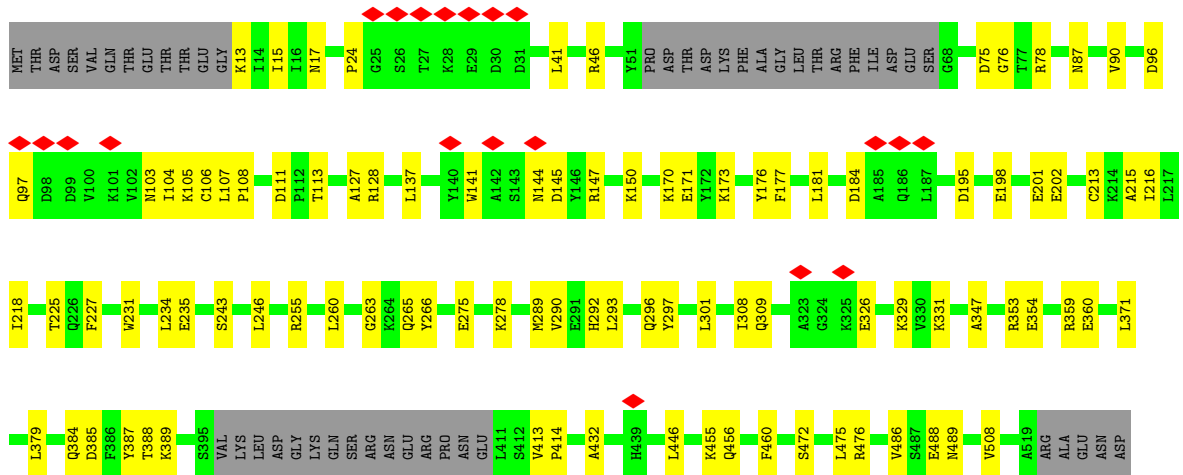 MET THR ASP SER VAL GLN THR GLU THR THR GLU GLY K13 I14 I15 I16 N17 P24 G25 S26 T27 K28 E29 D30 D31 L41 R46 Y51 PRO ASP THR ASP LYS PHE ALA GLY LEU THR ARG PHE ILE ASP GLU SER G68 D75 G76 T77 R78 N87 V90 D96
Q97 D98 D99 V100 K101 V102 N103 I104 K105 C106 L107 P108 D111 P112 T113 A127 R128 L137 Y140 W141 A142 S143 N144 D145 Y146 R147 K150 K170 E171 Y172 K173 Y176 F177 L181 D184 A185 Q186 L187 D195 E198 E201 E202 C213 K214 A215 I216 L217
I218 T225 Q226 F227 W231 L234 E235 S243 L246 R255 L260 G263 K264 Q265 Y266 E275 K278 M289 V290 E291 H292 L293 Q296 Y297 L301 I308 Q309 A323 G324 K325 E326 K329 V330 K331 A347 R353 E354 R359 E360 L371
L379 Q384 D385 F386 Y387 T388 K389 S395 VAL LYS LEU ASP GLY LYS GLN SER ARG ASN GLU ARG PRO ASN GLU L411 S412 V413 P414 A432 H439 L446 K455 Q456 F460 S472 L475 R476 V486 S487 E488 N489 V508 A519 ARG ALA GLU ASN ASP